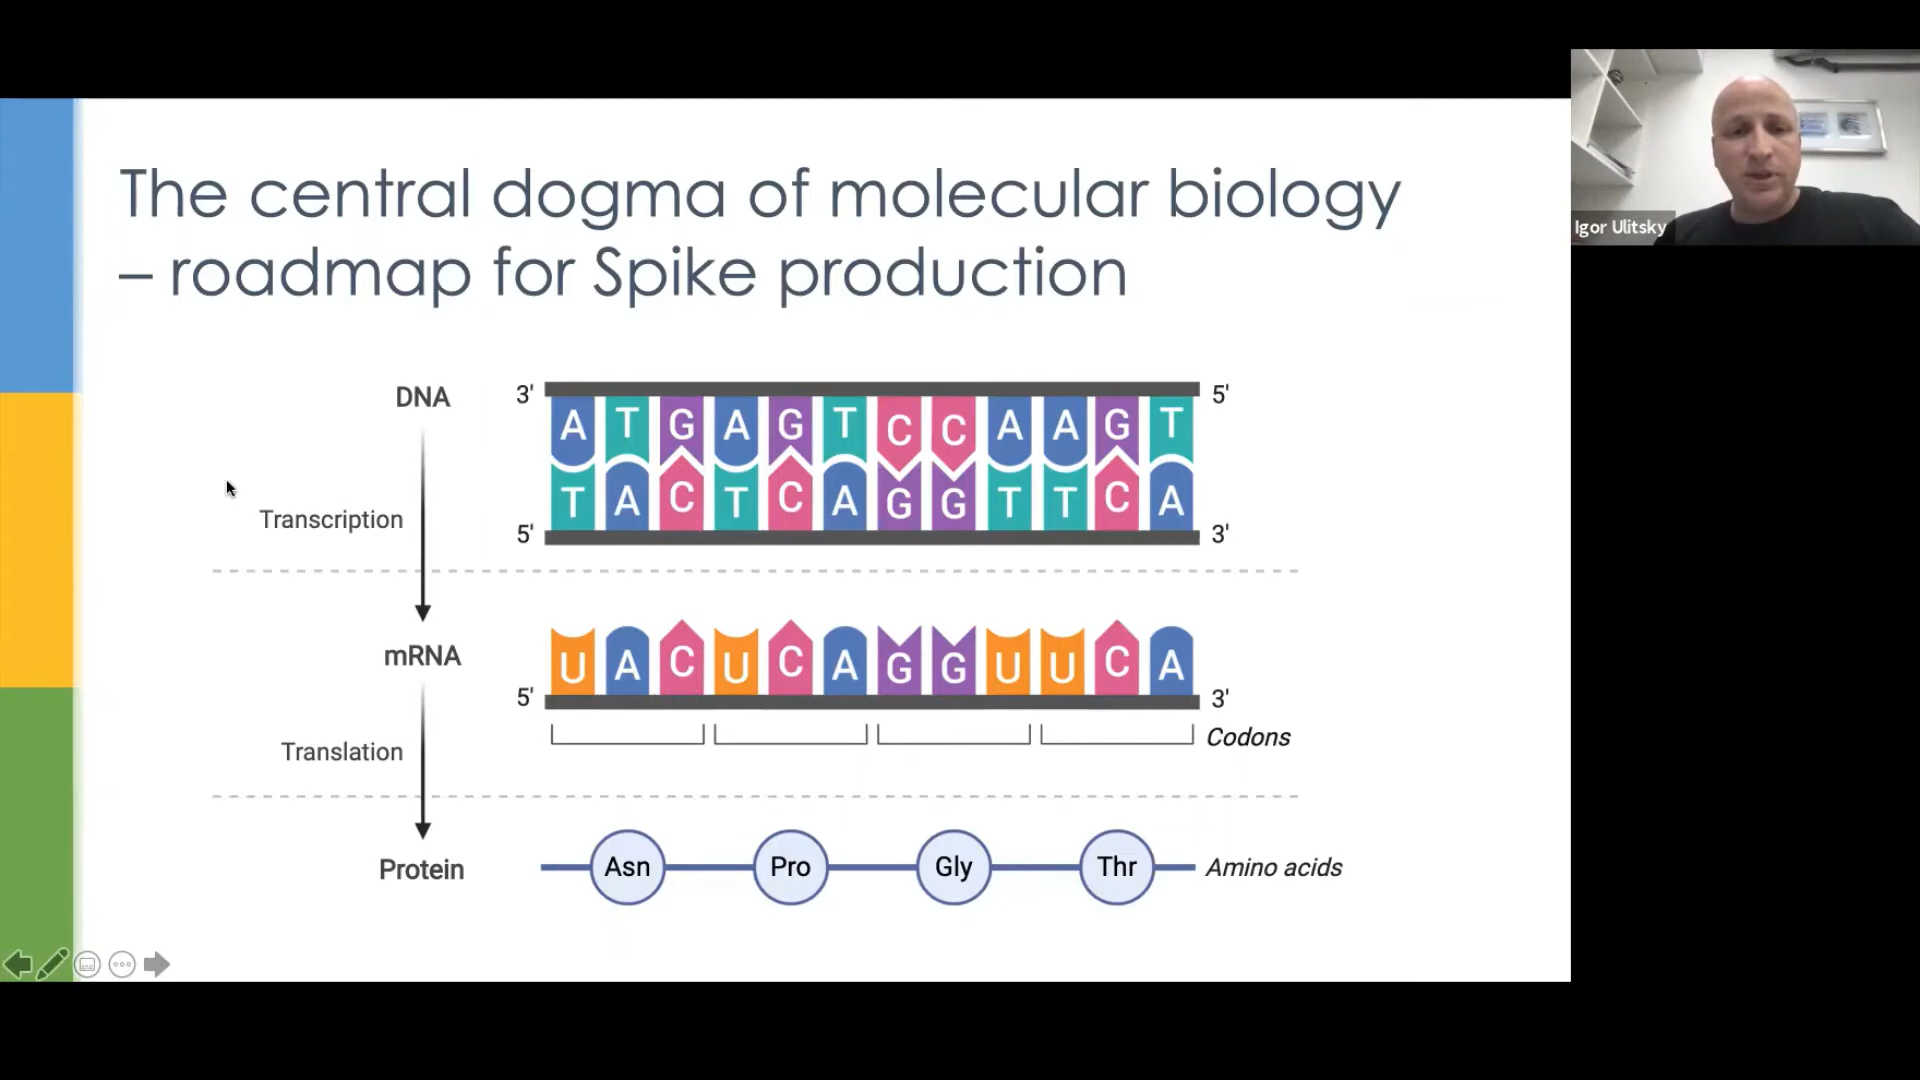 The central dogma of molecular biology
– roadmap for Spike production
Igor Ulitsky
DNA
3' 5'
A T G A G T C C A A G T
T A C T C A G G T T C A
5' 3'
Transcription
mRNA
U A C U C A G G U U C A
5' 3'
Codons
Translation
Protein
Asn Pro Gly Thr Amino acids